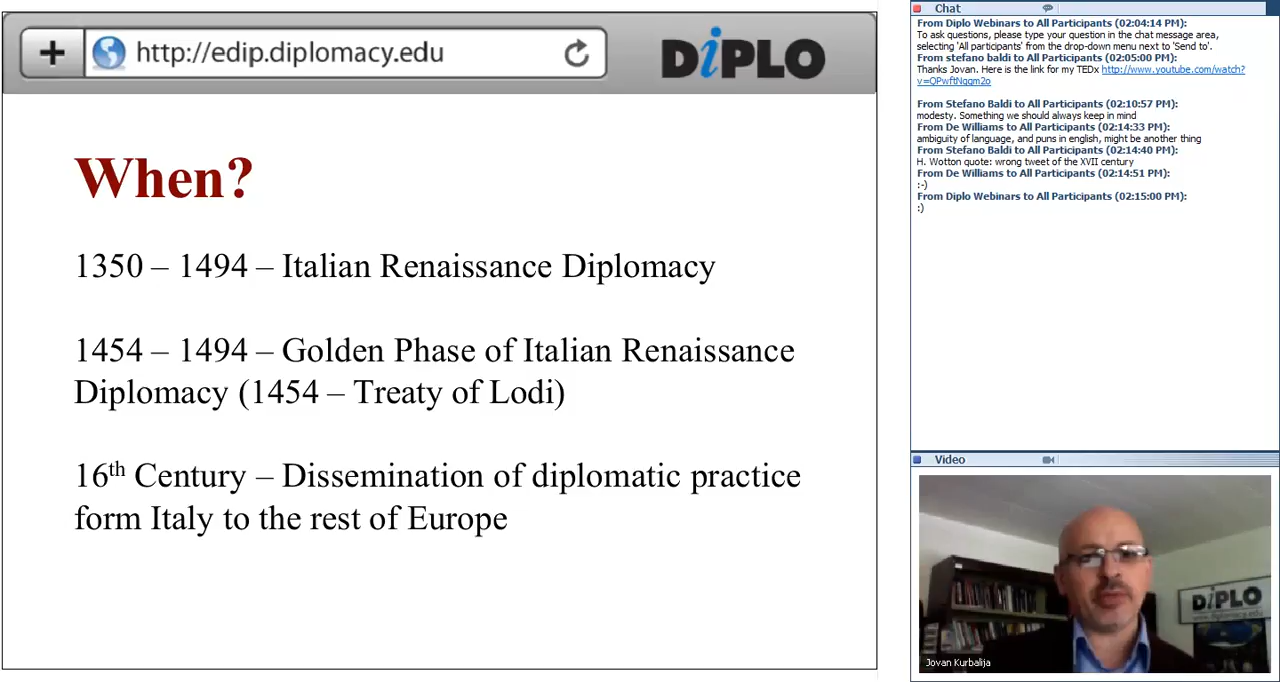 http://edip.diplomacy.edu
DiPLO
When?
1350 – 1494 – Italian Renaissance Diplomacy
1454 – 1494 – Golden Phase of Italian Renaissance
Diplomacy (1454 – Treaty of Lodi)
16th Century – Dissemination of diplomatic practice
form Italy to the rest of Europe
Chat
From Diplo Webinars to All Participants (02:04:14 PM):
To ask questions, please type your question in the chat message area,
selecting 'All participants' from the drop-down menu next to 'Send to'.
From stefano baldi to All Participants (02:05:00 PM):
Thanks Jovan. Here is the link for my TEDx http://www.youtube.com/watch?
v=QPwftNggm2o
From Stefano Baldi to All Participants (02:10:57 PM):
modesty. Something we should always keep in mind
From De Williams to All Participants (02:14:33 PM):
ambiguity of language, and puns in english, might be another thing
From Stefano Baldi to All Participants (02:14:40 PM):
H. Wotton quote: wrong tweet of the XVII century
From De Williams to All Participants (02:14:51 PM):
:-)
From Diplo Webinars to All Participants (02:15:00 PM):
:)
Video
DiPLO
www.diplomacy.edu
Jovan Kurbalija